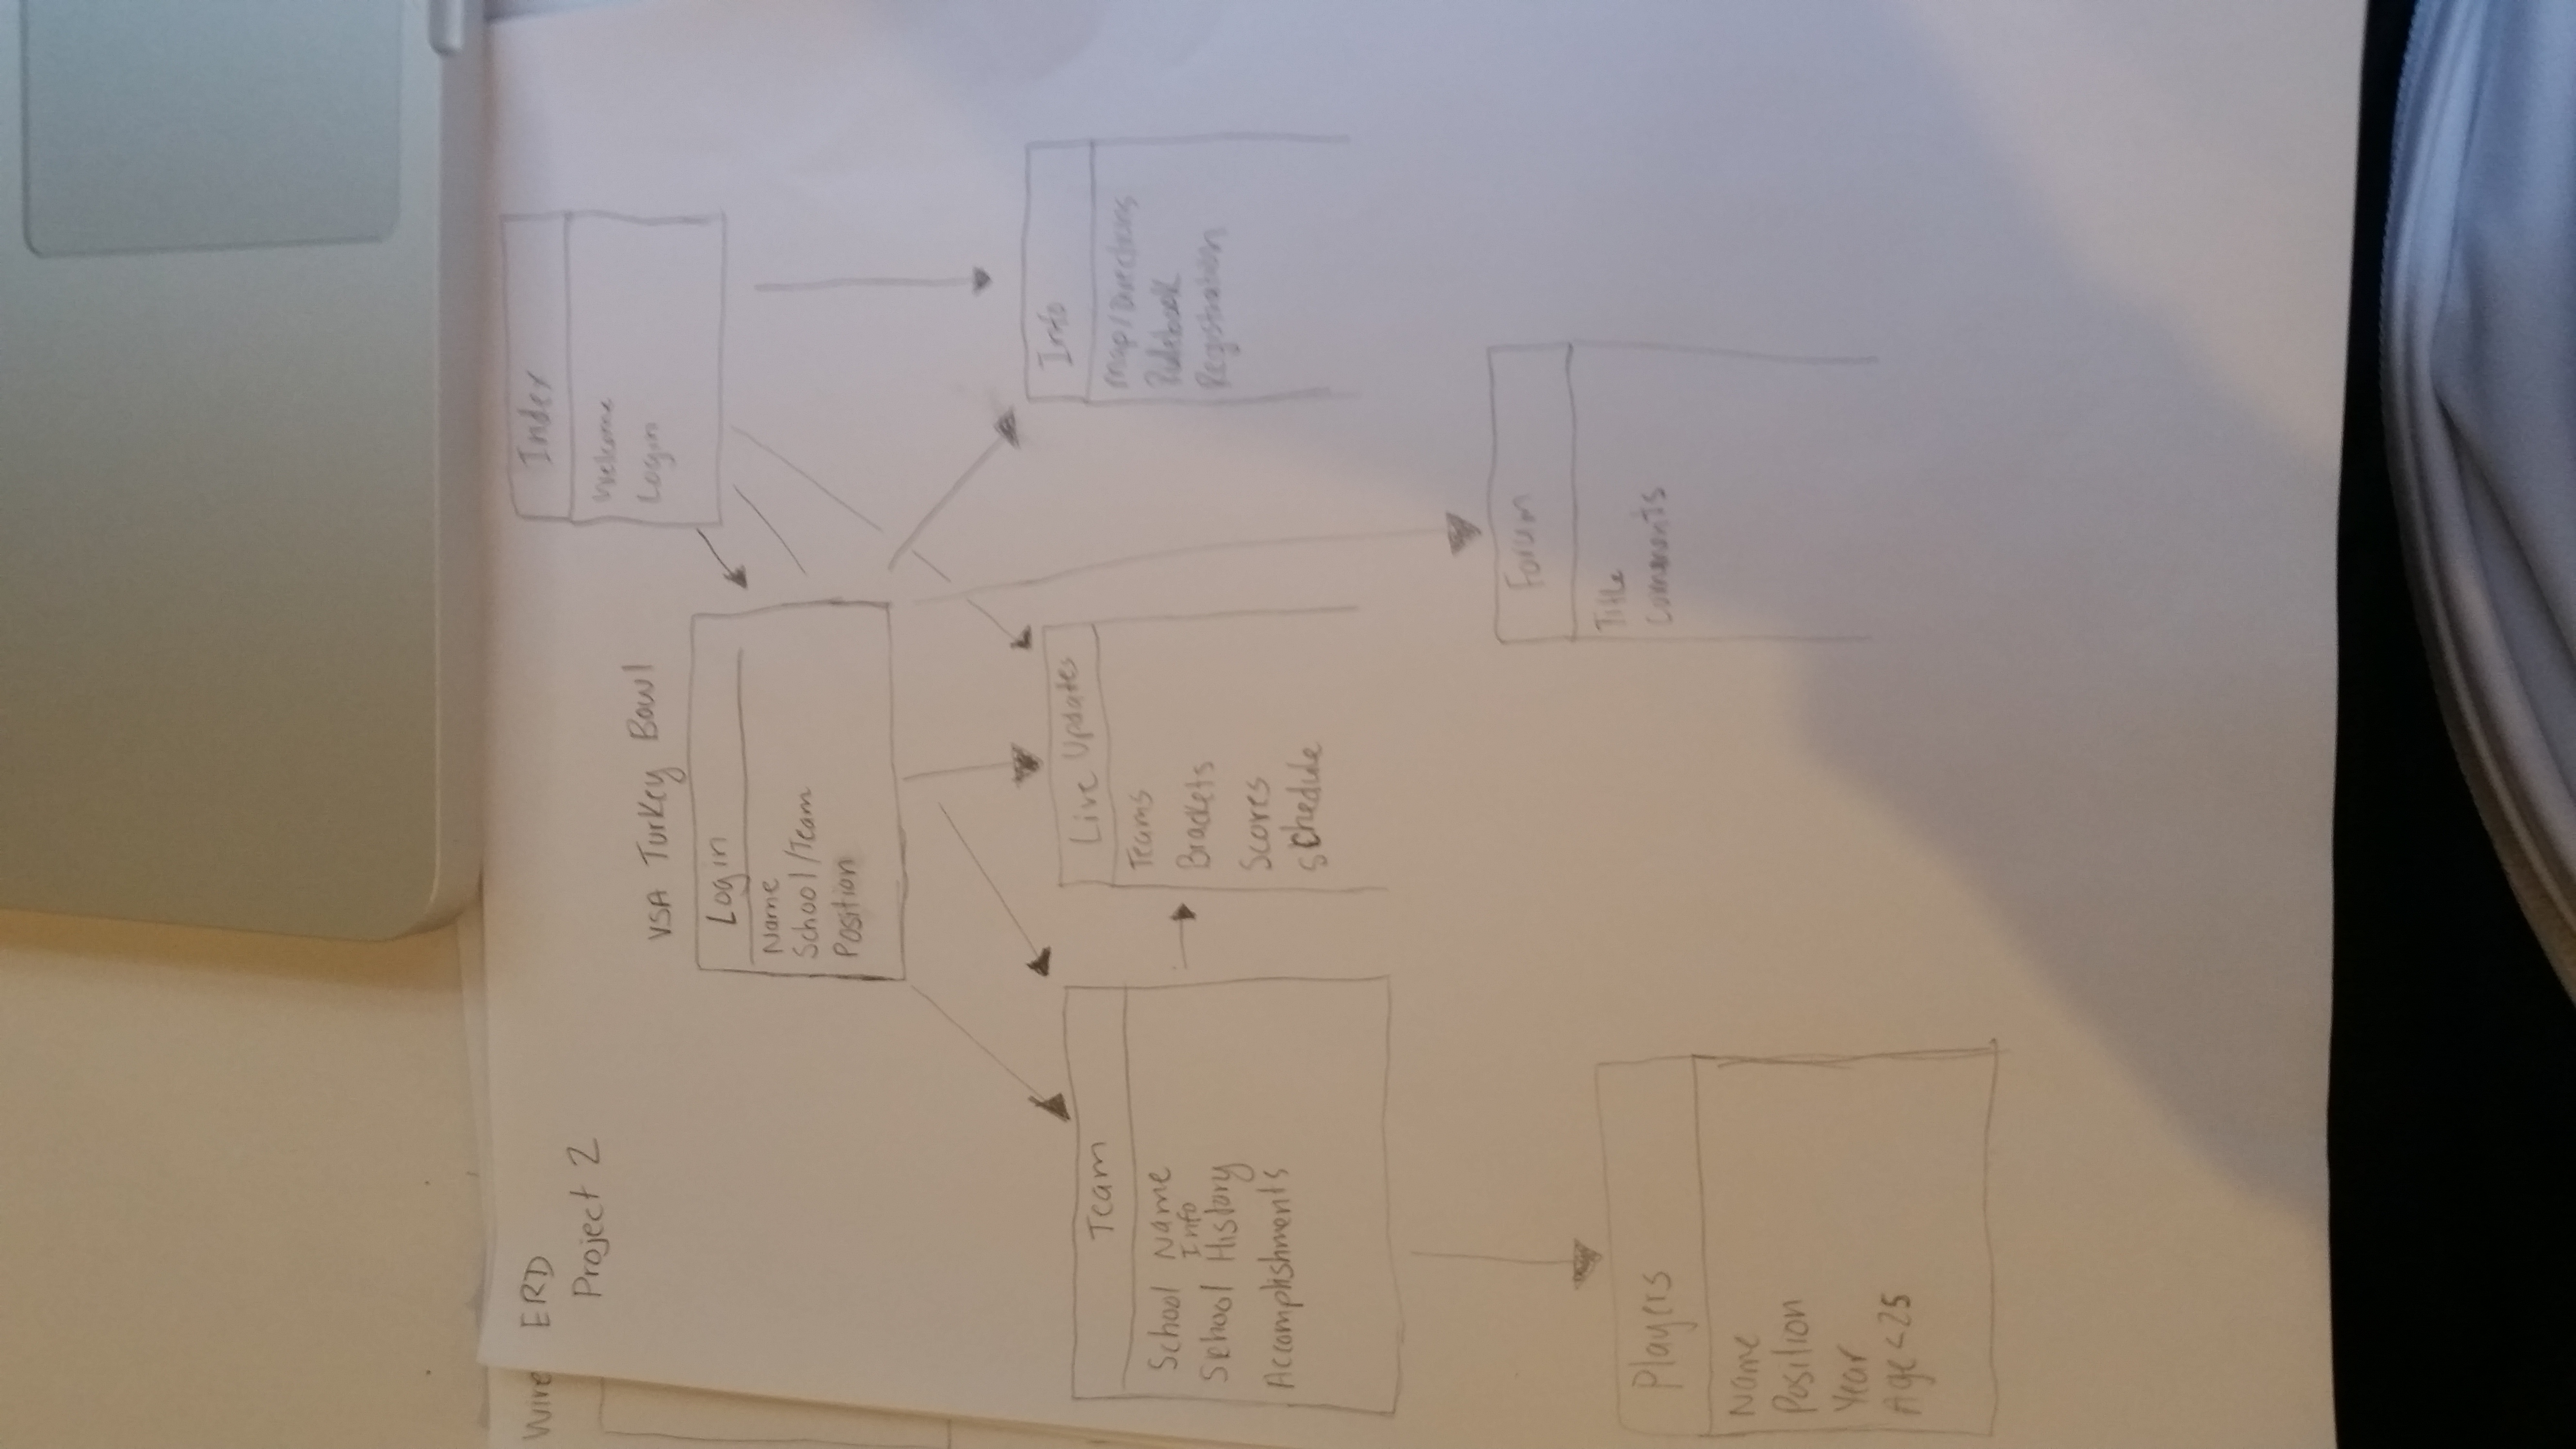 Wire
ERD
Project 2
VSA Turkey Bowl
Index
Welcome
Login
Login
Name
School/Team
Position
Team
School Name
Info
School History
Accomplishments
Live Updates
Teams
Brackets
Scores
Schedule
Info
Map/Directions
Rulebook
Registration
Players
Name
Position
Year
Age<25
Forum
Title
Comments